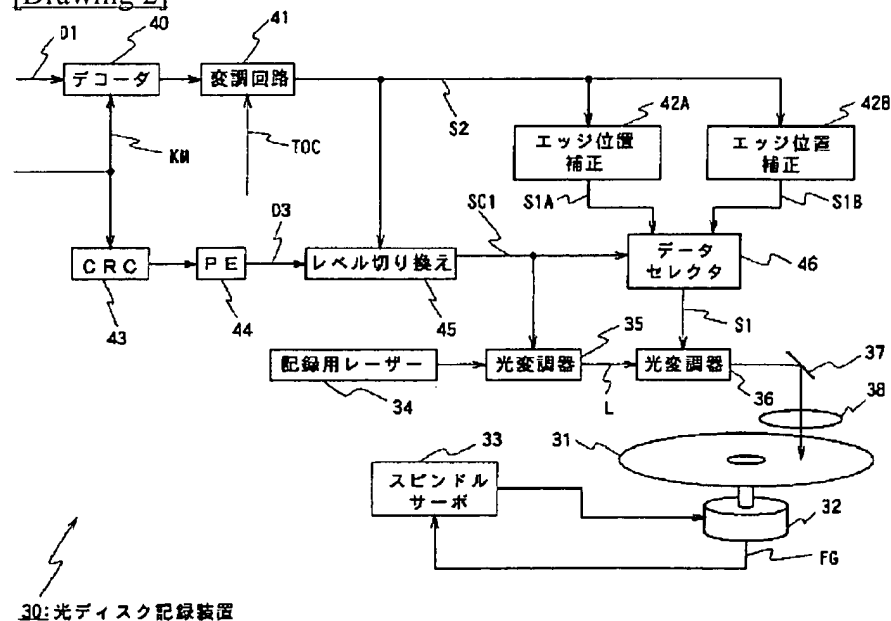 [Drawing 2]
D1
40
41
デコーダ
変調回路
S2
42A
42B
KM
TOC
エッジ位置
補正
エッジ位置
補正
S1A
S1B
D3
SC1
CRC
PE
レベル切り換え
データ
セレクタ
46
43
44
45
35
S1
37
記録用レーザー
光変調器
光変調器
34
L
36
38
33
31
スピンドル
サーボ
32
FG
30:光ディスク記録装置